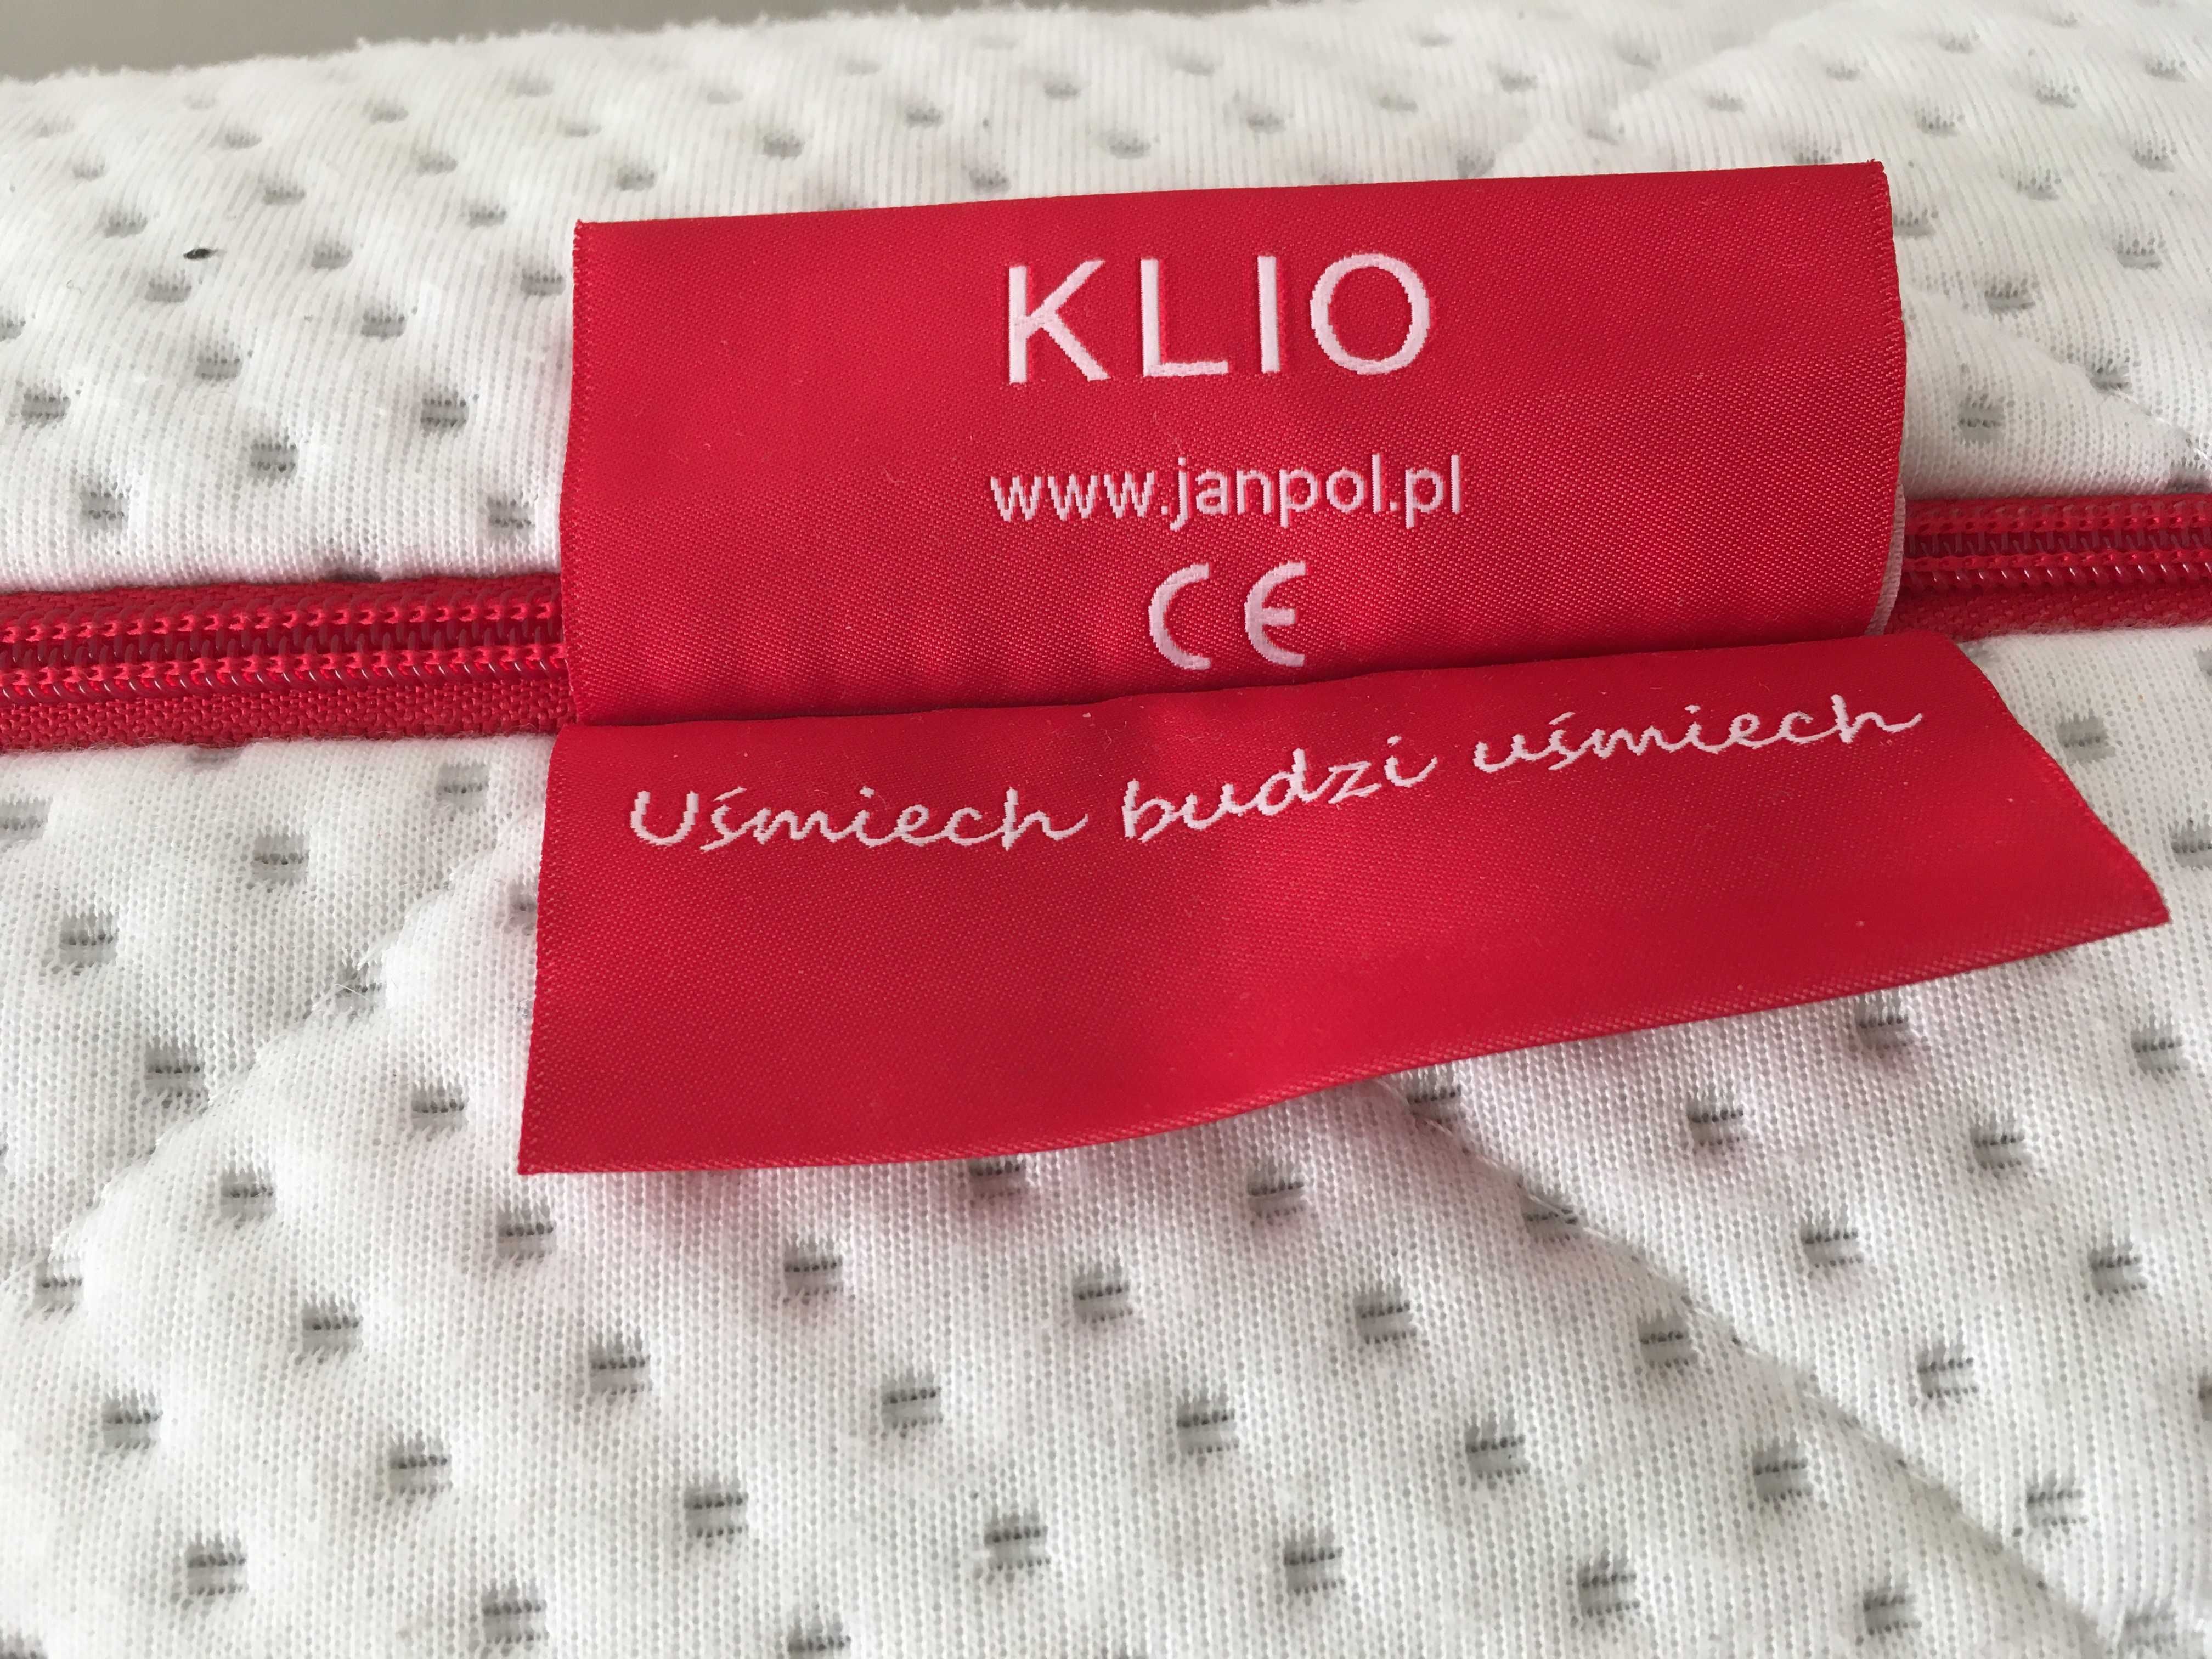 KLIO
www.janpol.pl
CE
Uśmiech budzi uśmiech